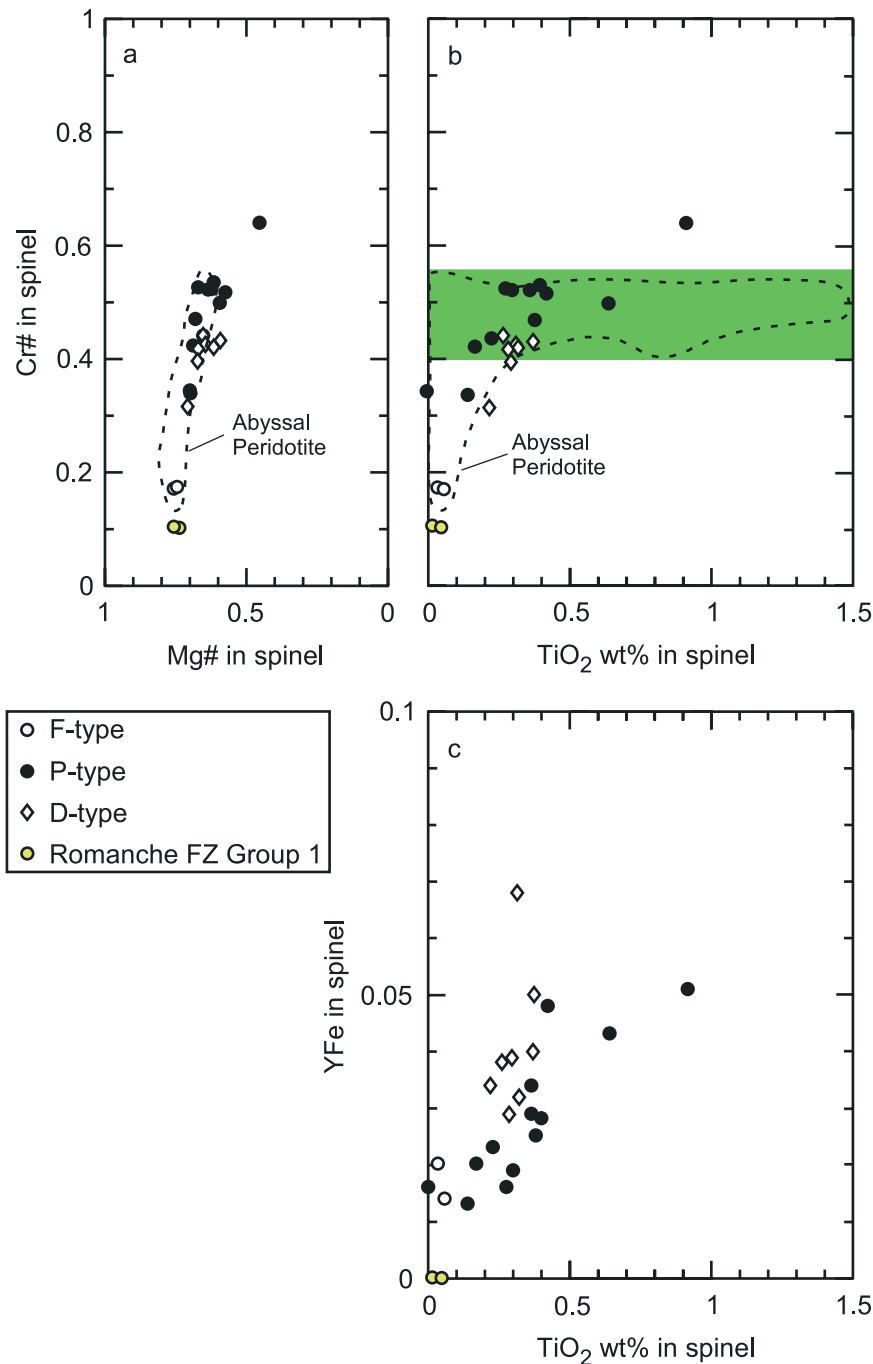 a
b
1
0.8
0.6
0.4
0.2
0
Cr# in spinel
Abyssal
Peridotite
Abyssal
Peridotite
1
0.5
0
Mg# in spinel
0
0.5
1
1.5
TiO2 wt% in spinel
F-type
P-type
D-type
Romanche FZ Group 1
c
0.1
0.05
0
YFe in spinel
0
0.5
1
1.5
TiO2 wt% in spinel